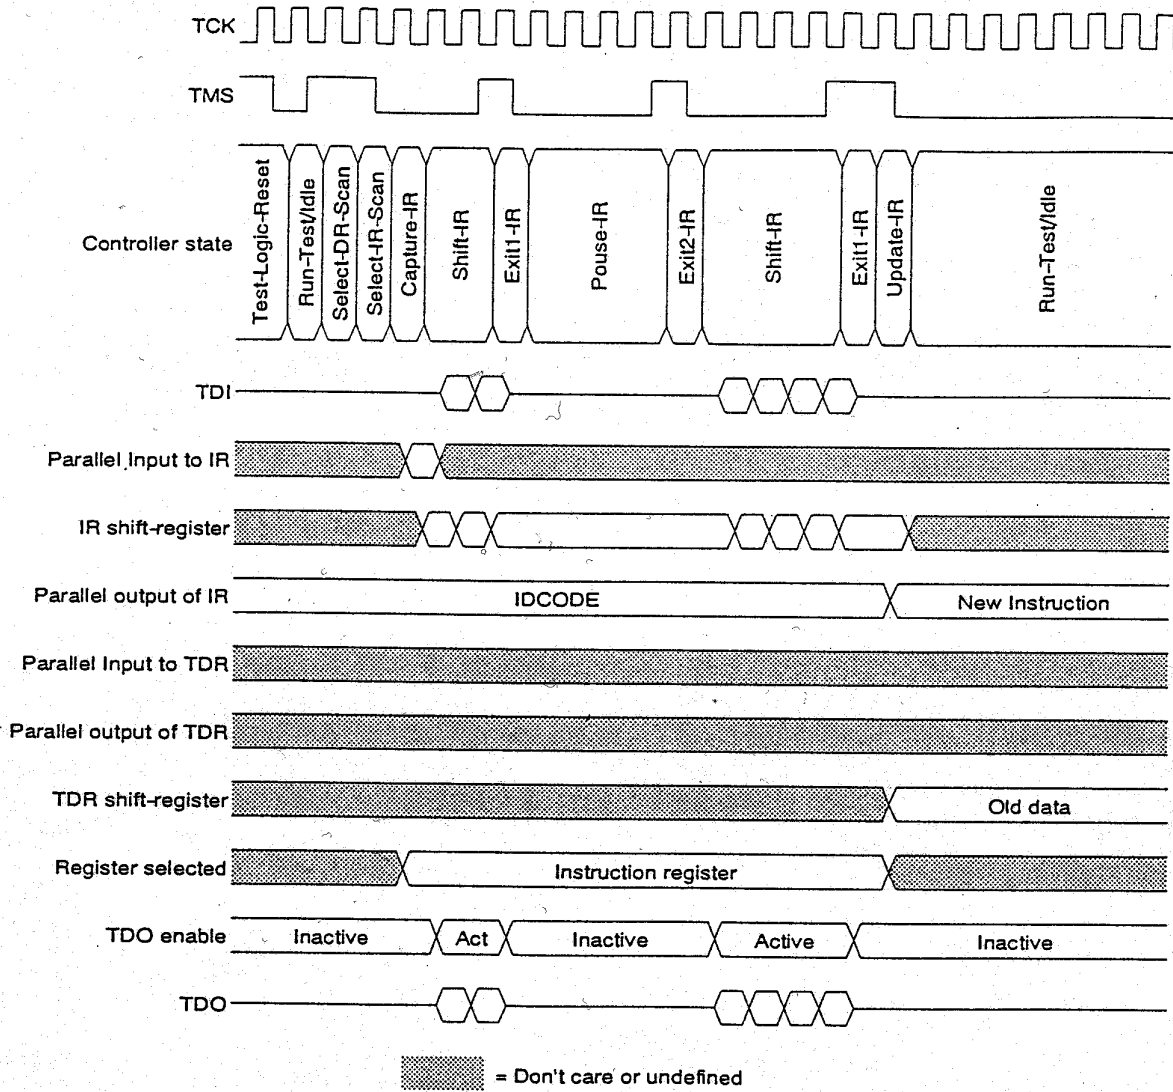 TCK
TMS
Controller state
Test-Logic-Reset
Run-Test/Idle
Select-DR-Scan
Select-IR-Scan
Capture-IR
Shift-IR
Exit1-IR
Pouse-IR
Exit2-IR
Shift-IR
Exit1-IR
Update-IR
Run-Test/Idle
TDI
Parallel Input to IR
IR shift-register
Parallel output of IR
IDCODE
New Instruction
Parallel Input to TDR
Parallel output of TDR
TDR shift-register
Old data
Register selected
Instruction register
TDO enable
Inactive
Act
Inactive
Active
Inactive
TDO
= Don't care or undefined